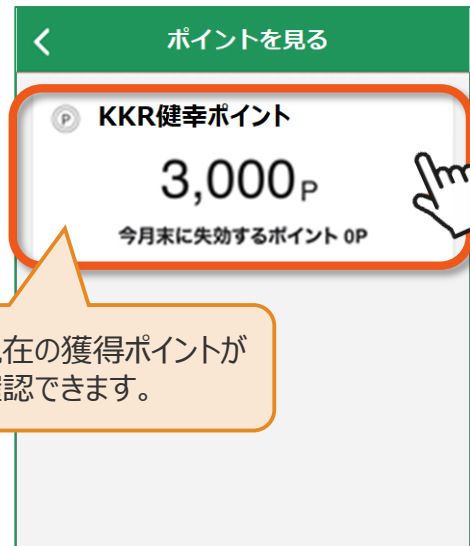 ポイントを見る
P KKR健幸ポイント
3,000P
今月末に失効するポイント 0P
在の獲得ポイントが
認できます。